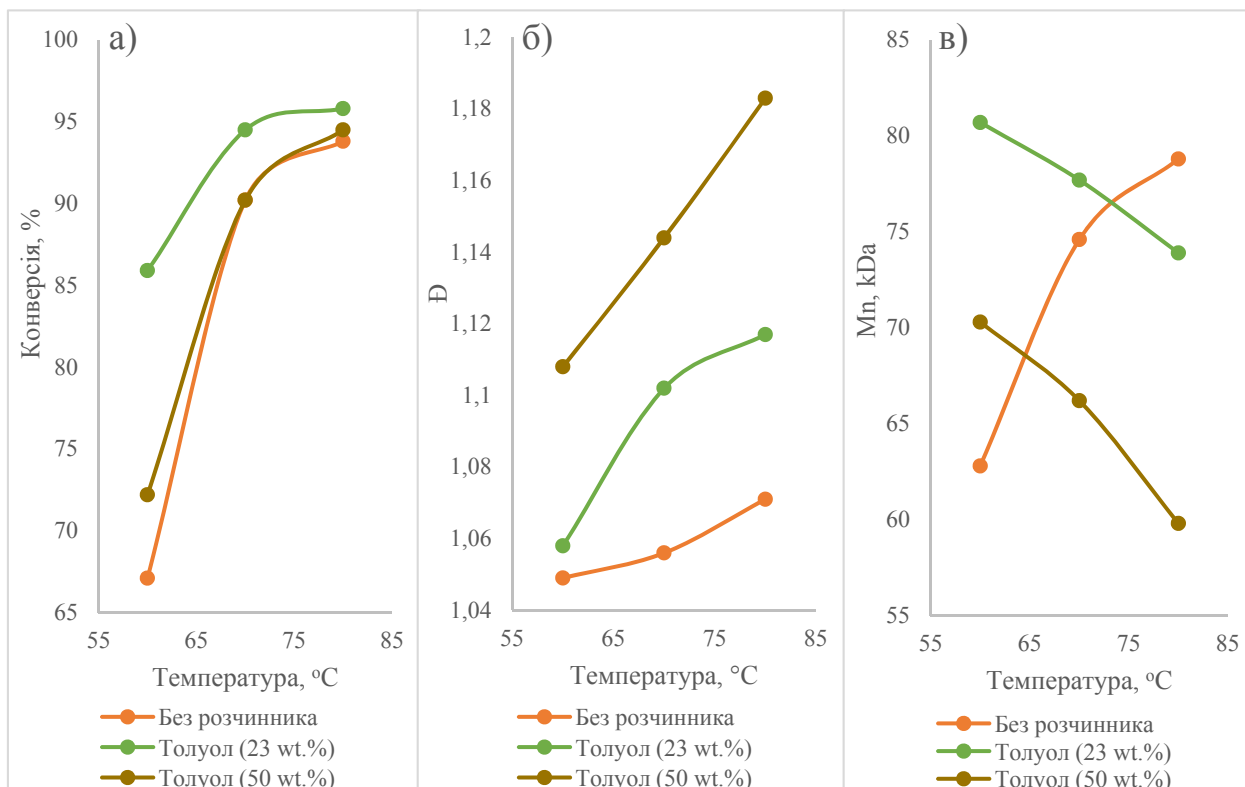 а)
100
95
90
85
80
75
70
65
55
65
75
85
Конверсія, %
Температура, °C
Без розчинника
Толуол (23 wt.%)
Толуол (50 wt.%)
б)
1,2
1,18
1,16
1,14
1,12
1,1
1,08
1,06
1,04
55
65
75
85
Đ
Температура, °C
Без розчинника
Толуол (23 wt.%)
Толуол (50 wt.%)
в)
85
80
75
70
65
60
55
55
65
75
85
Mn, kDa
Температура, °C
Без розчинника
Толуол (23 wt.%)
Толуол (50 wt.%)